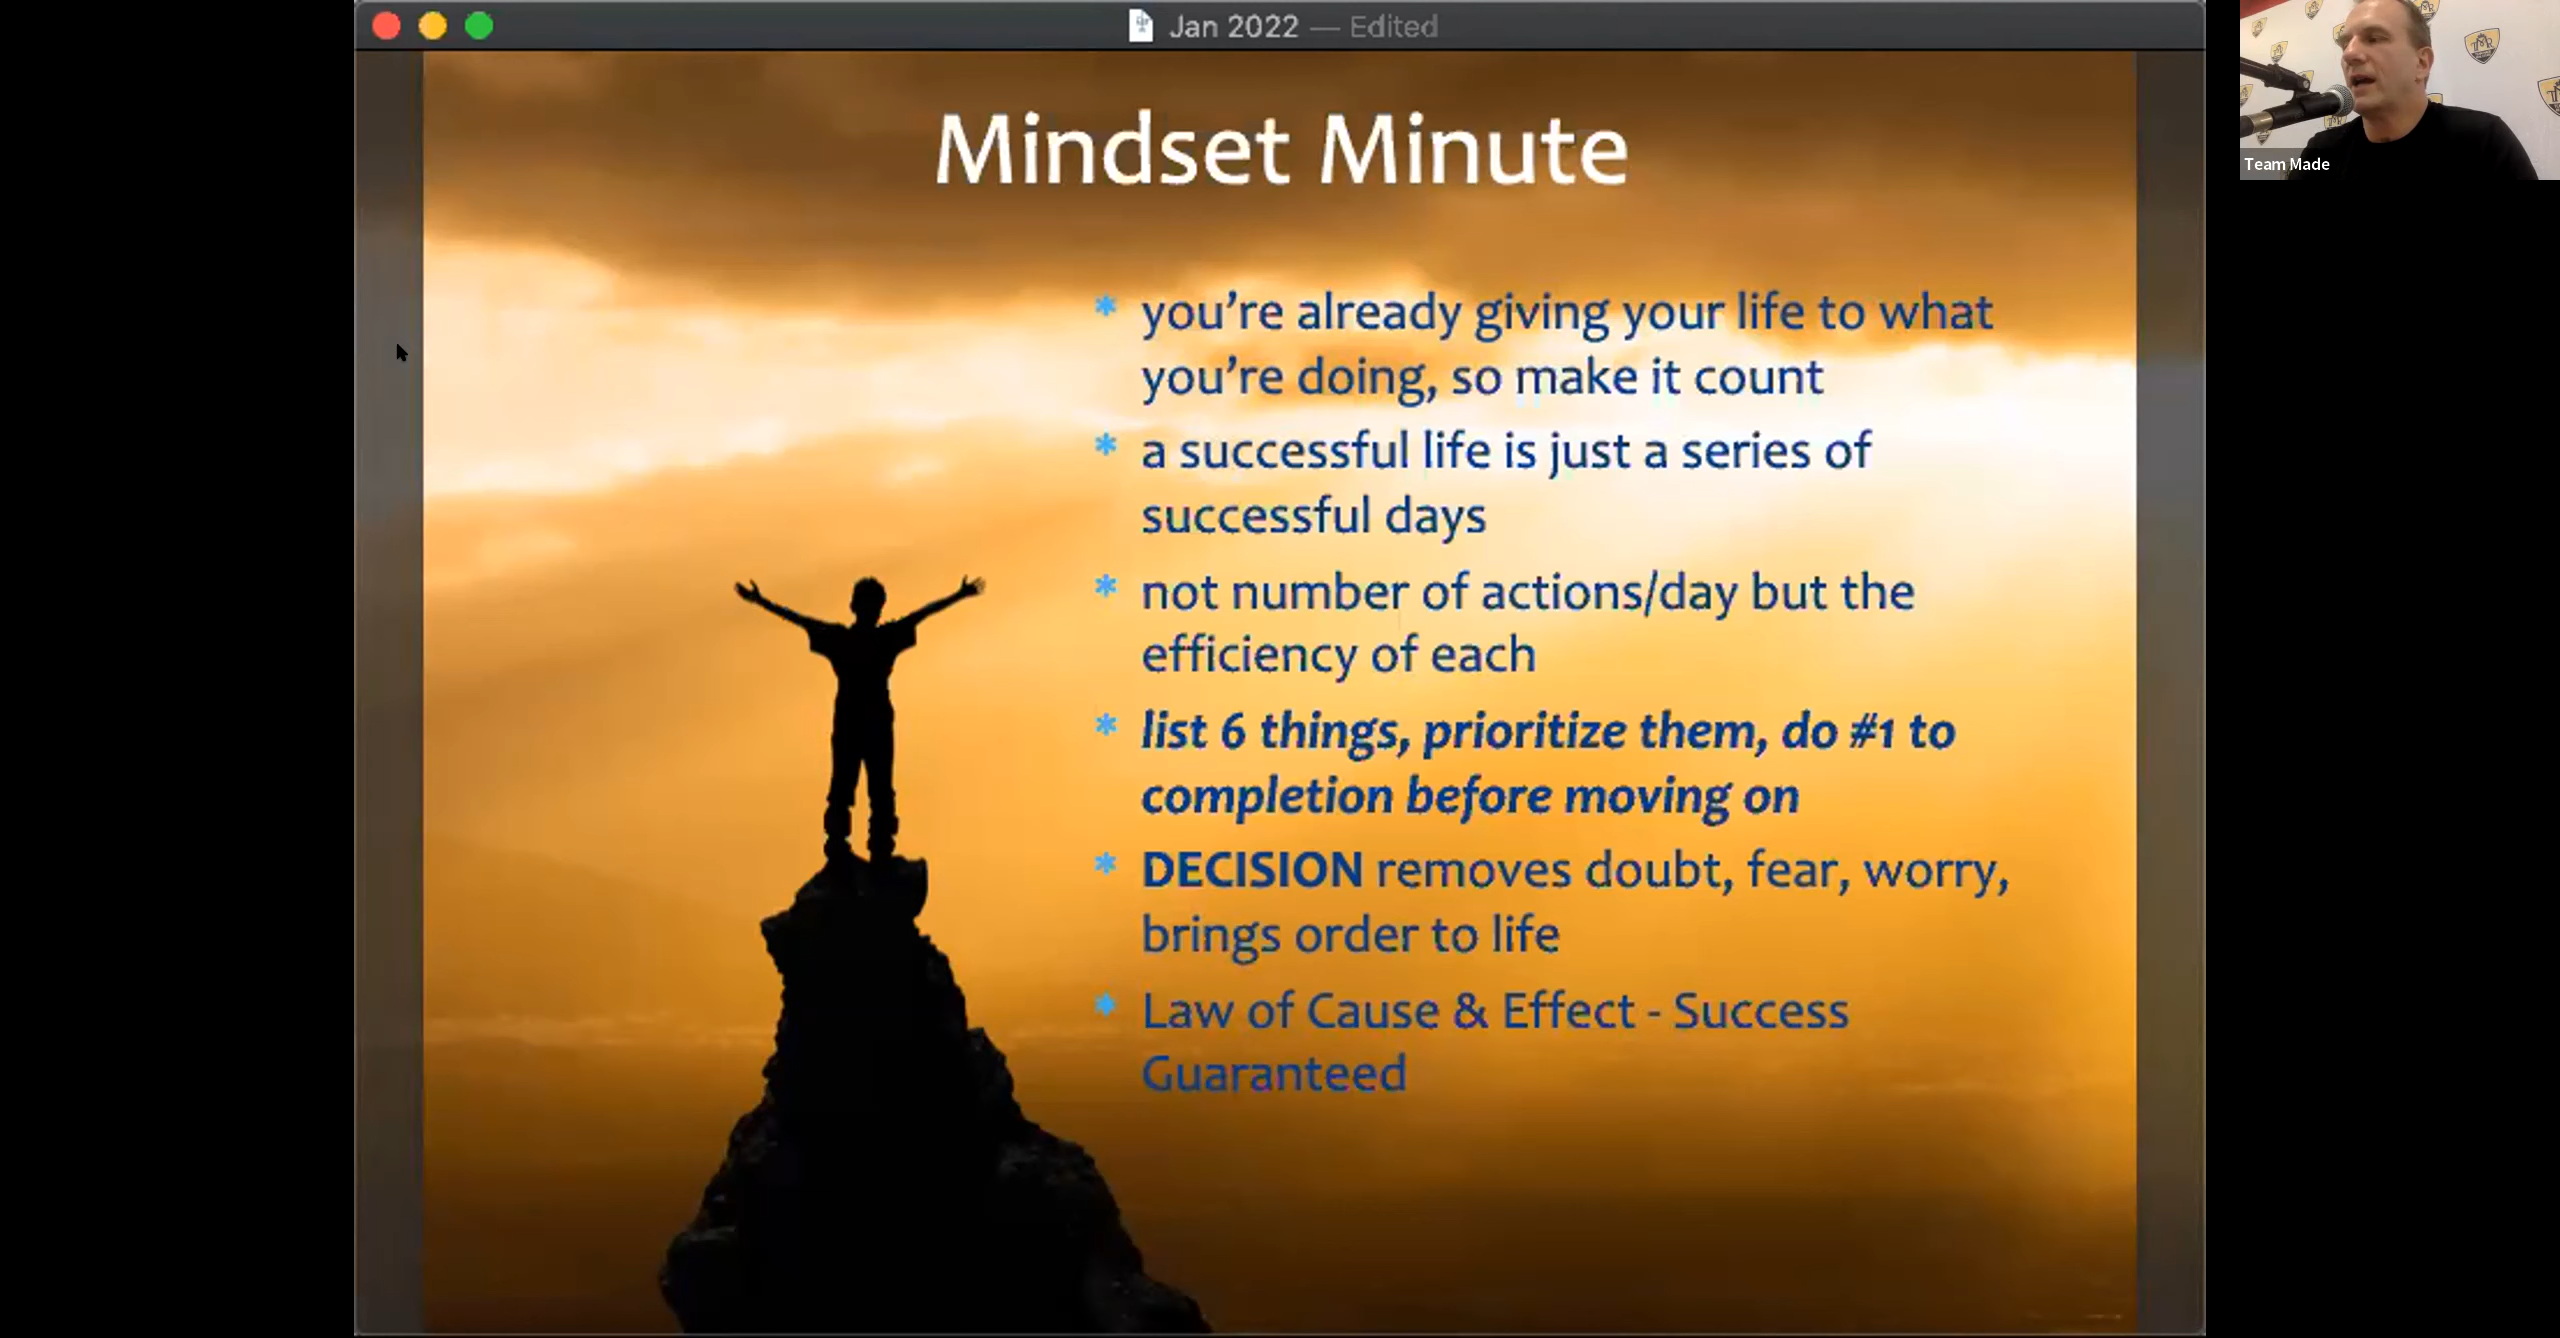 Jan 2022 — Edited
Mindset Minute
* you're already giving your life to what
you're doing, so make it count
* a successful life is just a series of
successful days
* not number of actions/day but the
efficiency of each
* list 6 things, prioritize them, do #1 to
completion before moving on
* DECISION removes doubt, fear, worry,
brings order to life
* Law of Cause & Effect - Success
Guaranteed
Team Made